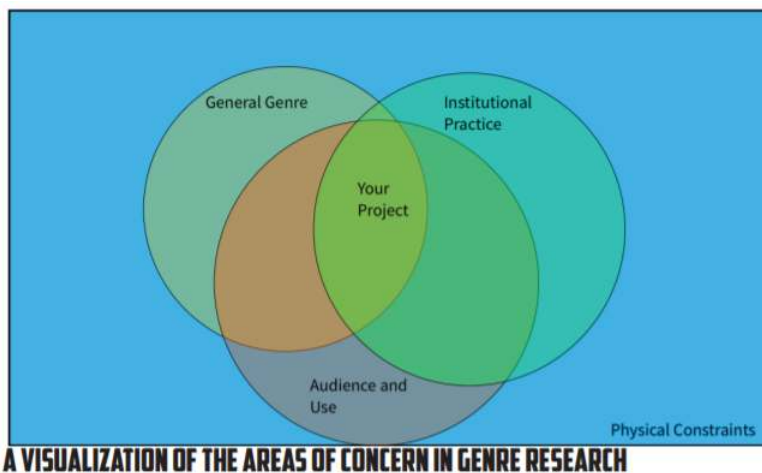 General Genre
Institutional
Practice
Your
Project
Audience and
Use
Physical Constraints
A VISUALIZATION OF THE AREAS OF CONCERN IN GENRE RESEARCH